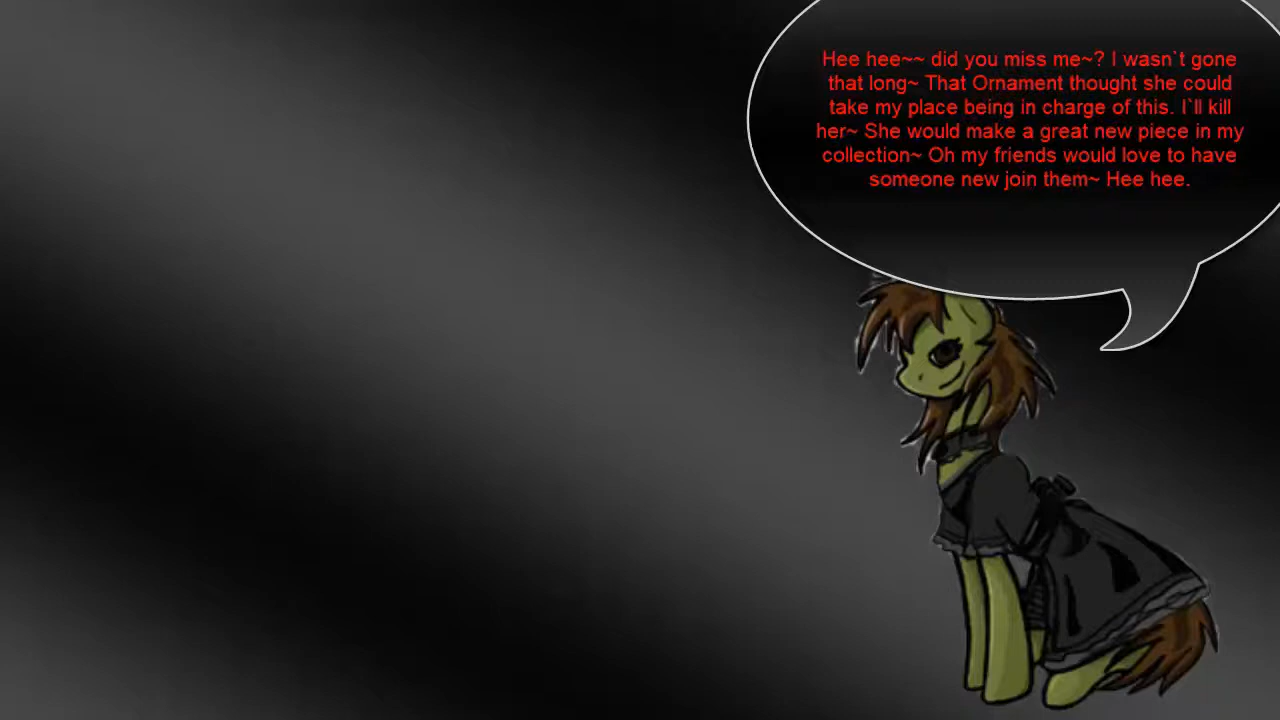 Hee hee~~ did you miss me~? I wasn`t gone
that long~ That Ornament thought she could
take my place being in charge of this. I`ll kill
her~ She would make a great new piece in my
collection~ Oh my friends would love to have
someone new join them~ Hee hee.